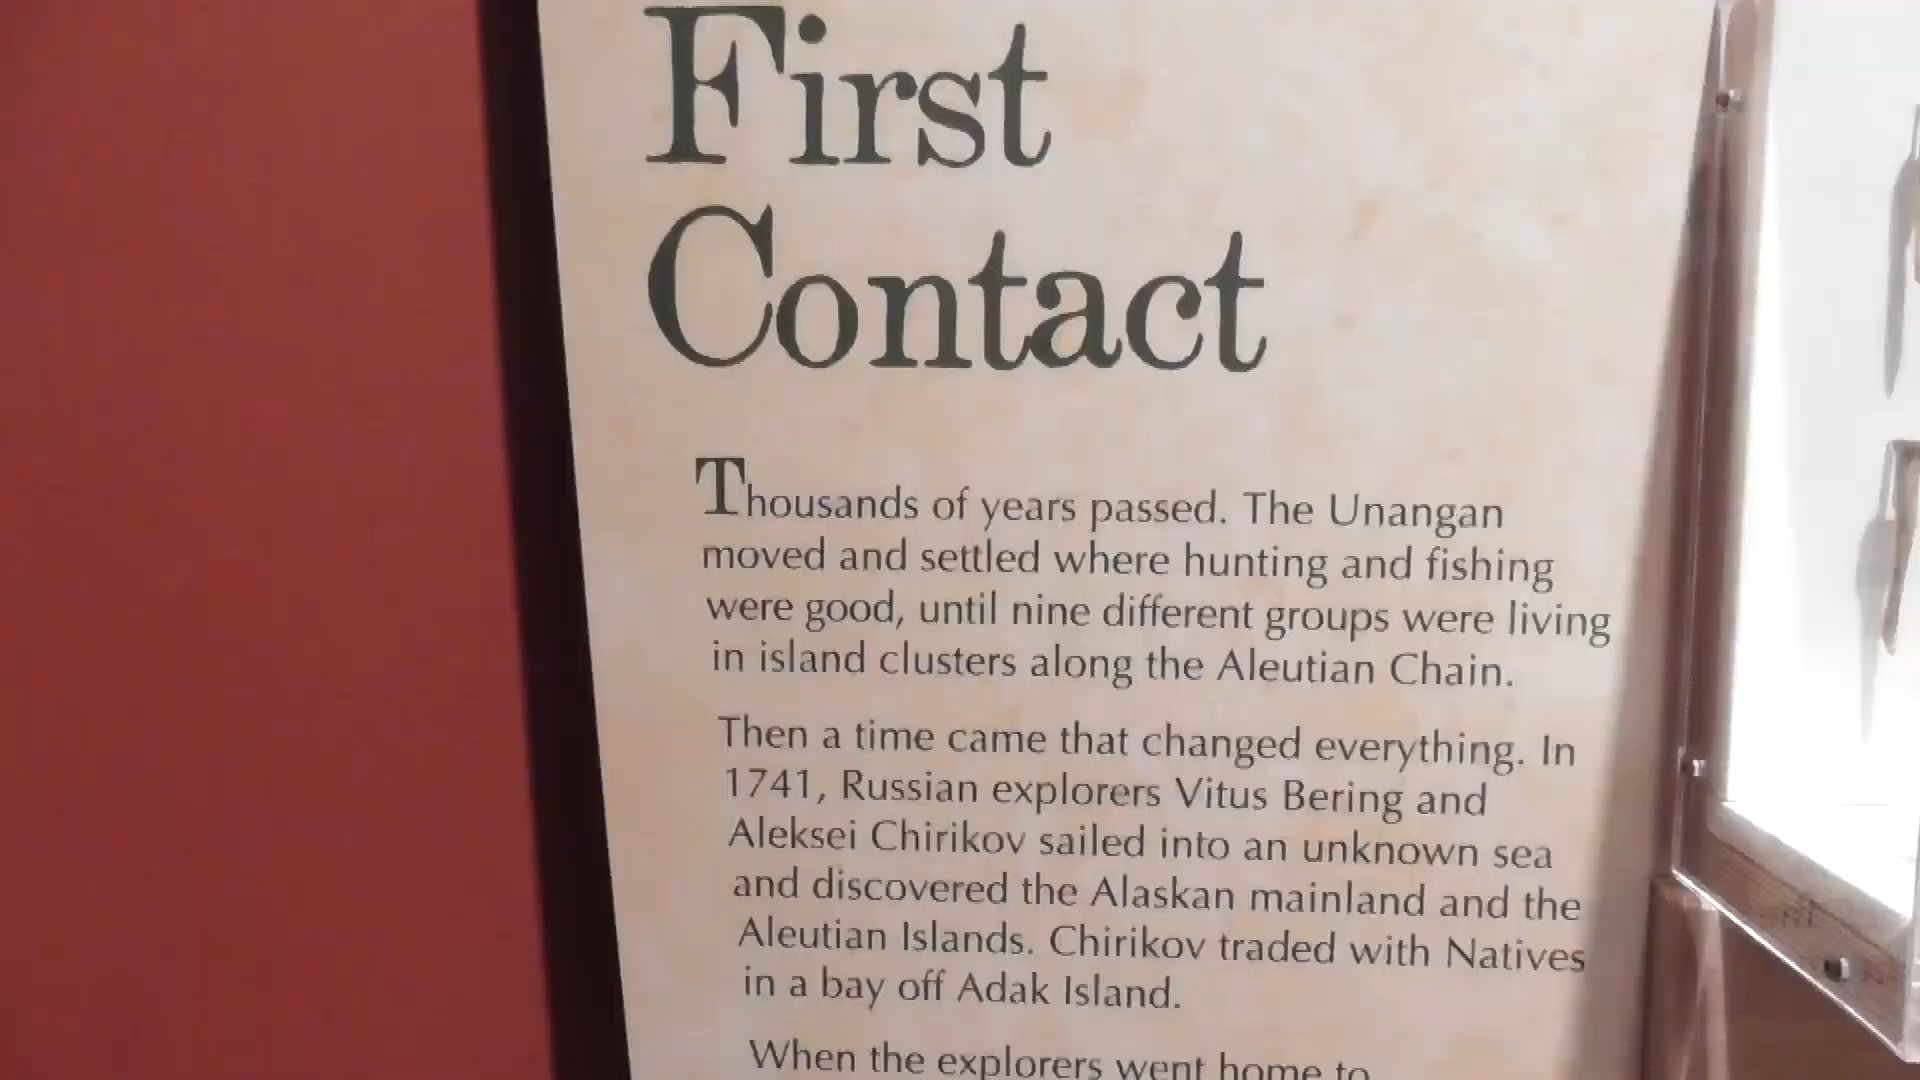 First
Contact
Thousands of years passed. The Unangan
moved and settled where hunting and fishing
were good, until nine different groups were living
in island clusters along the Aleutian Chain.
Then a time came that changed everything. In
1741, Russian explorers Vitus Bering and
Aleksei Chirikov sailed into an unknown sea
and discovered the Alaskan mainland and the
Aleutian Islands. Chirikov traded with Natives
in a bay off Adak Island.
When the explorers went home to